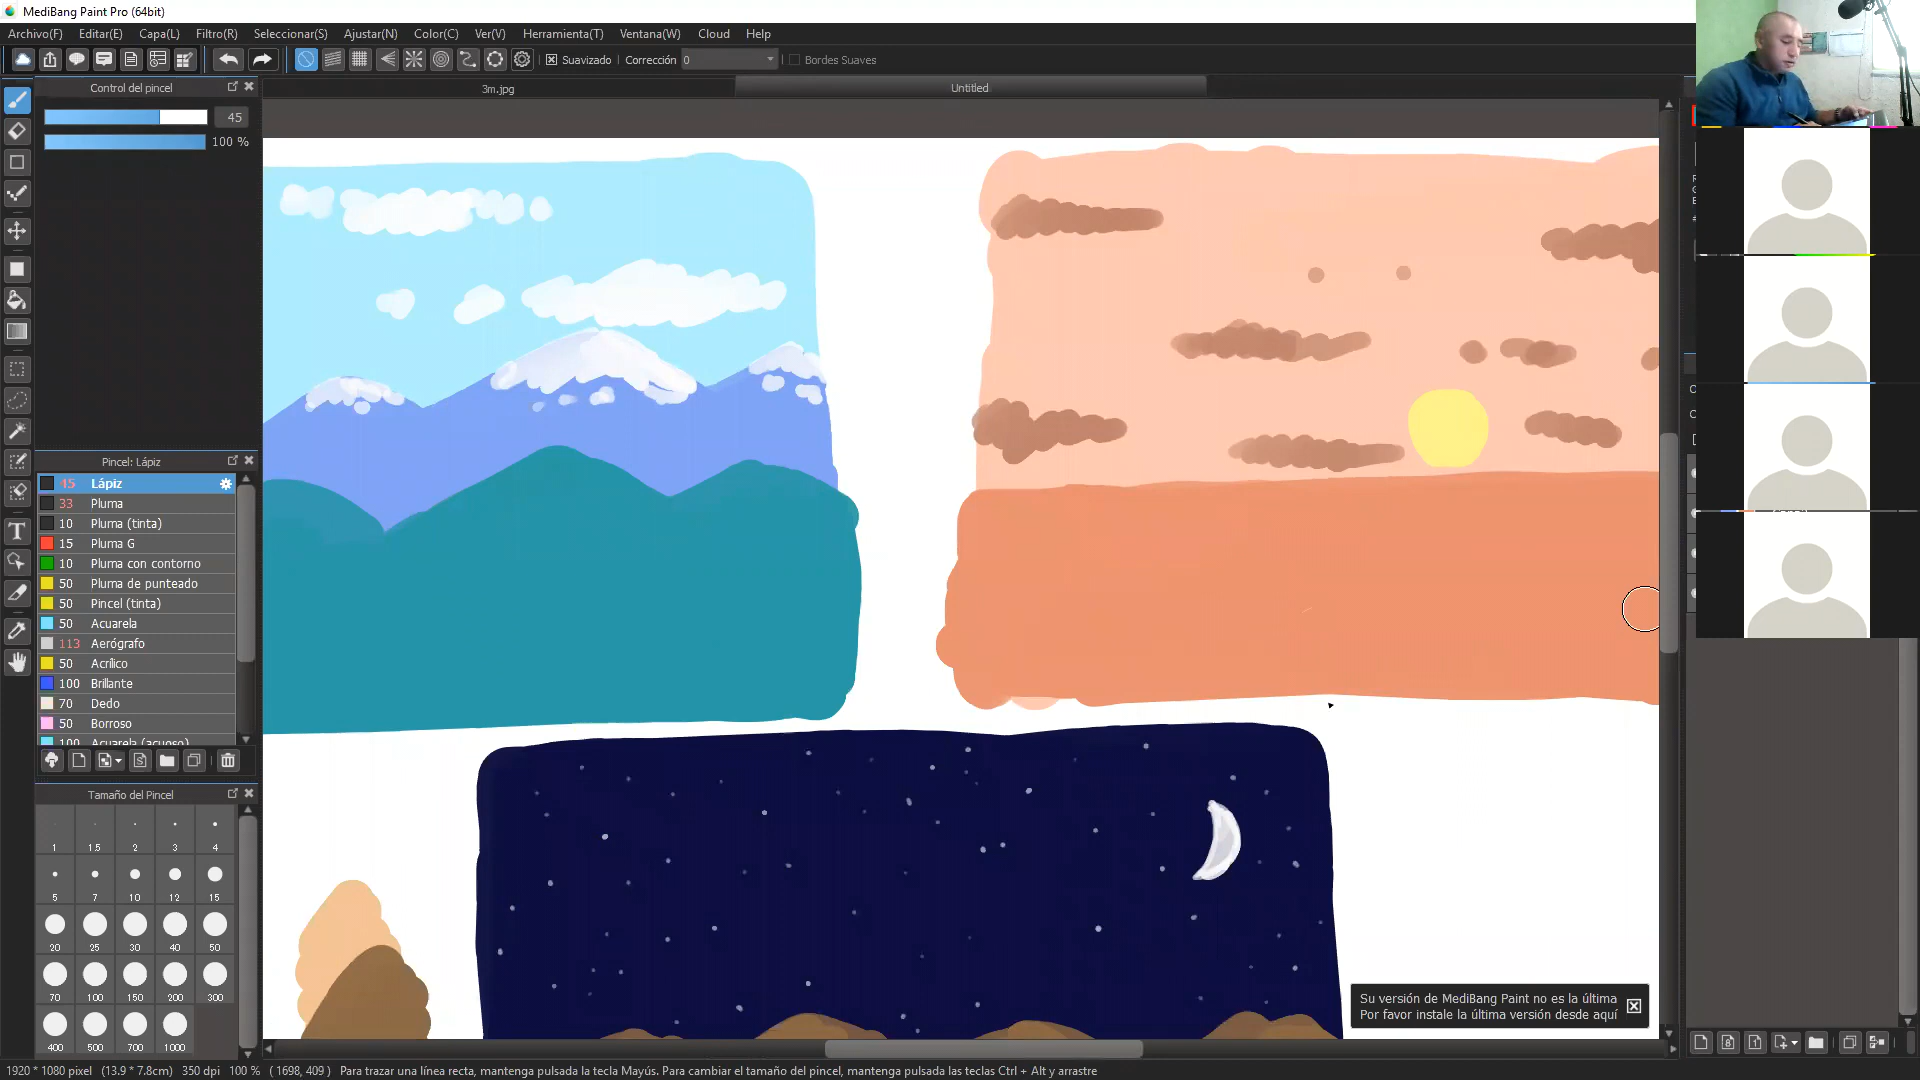 MediBang Paint Pro (64bit)
Archivo(F) Editar(E) Capa(L) Filtro(R) Seleccionar(S) Ajustar(N) Color(C) Ver(V) Herramienta(T) Ventana(W) Cloud Help
Suavizado Corrección 0 Bordes Suaves
Control del pincel
3m.jpg Untitled
45
100 %
Pincel: Lápiz
45 Lápiz
33 Pluma
10 Pluma (tinta)
15 Pluma G
10 Pluma con contorno
50 Pluma de punteado
50 Pincel (tinta)
50 Acuarela
113 Aerógrafo
50 Acrílico
100 Brillante
70 Dedo
50 Borroso
100 Acuarela (acuoso)
Tamaño del Pincel
1 1.5 2 3 4
5 7 10 12 15
20 25 30 40 50
70 100 150 200 300
400 500 700 1000
Su versión de MediBang Paint no es la última
Por favor instale la última versión desde aquí
1920 * 1080 pixel (13.9 * 7.8cm) 350 dpi 100 % ( 1698, 409 ) Para trazar una línea recta, mantenga pulsada la tecla Mayús. Para cambiar el tamaño del pincel, mantenga pulsada las teclas Ctrl + Alt y arrastre